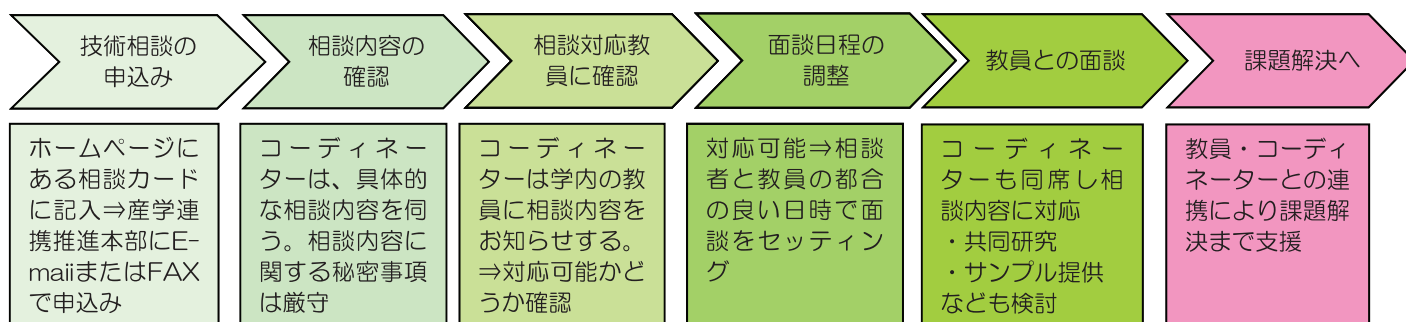 技術相談の
申込み
相談内容の
確認
相談対応教
員に確認
面談日程の
調整
教員との面談
課題解決へ
ホームページに
ある相談カード
に記入⇒産学連
携推進本部にE-
maiiまたはFAX
で申込み
コーディネー
ターは、具体的
な相談内容を伺
う。相談内容に
関する秘密事項
は厳守
コーディネー
ターは学内の教
員に相談内容を
お知らせする。
⇒対応可能かど
うか確認
対応可能⇒相談
者と教員の都合
の良い日時で面
談をセッティン
グ
コーディネー
ターも同席し相
談内容に対応
・共同研究
・サンプル提供
なども検討
教員・コーディ
ネーターとの連
携により課題解
決まで支援